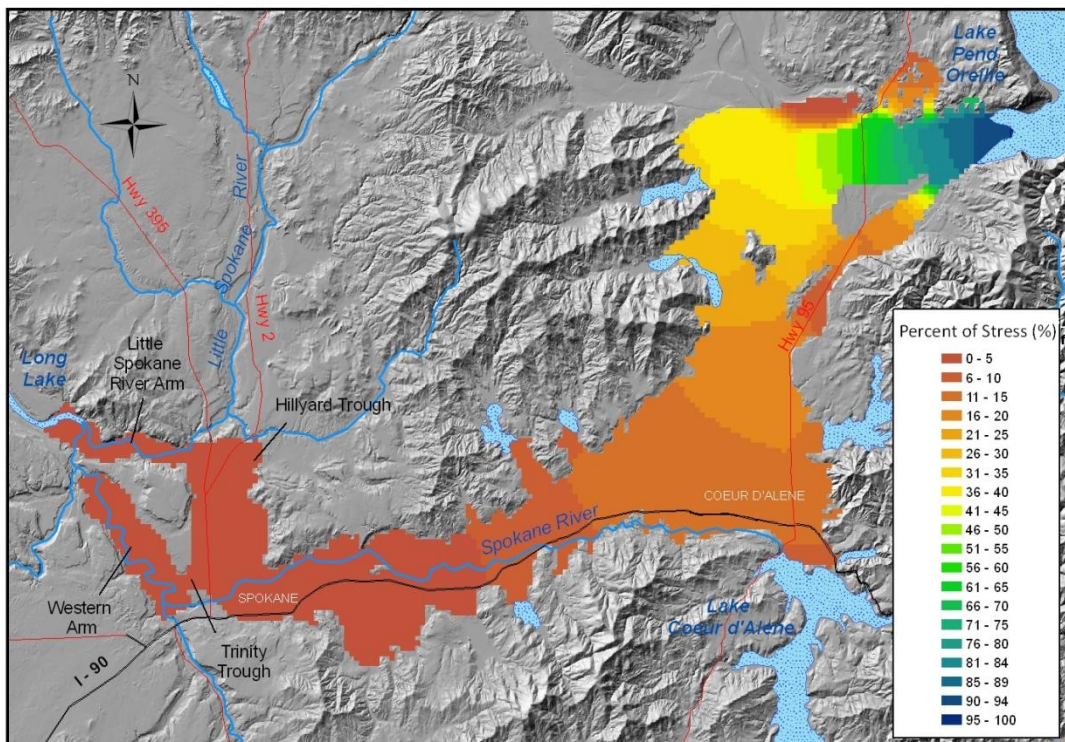 N
Lake
Pend
Oreille
Hwy 395
Little Spokane River
Hwy 2
Hwy 95
Long
Lake
Little
Spokane
River Arm
Hillyard Trough
Percent of Stress (%)
0 - 5
6 - 10
11 - 15
16 - 20
21 - 25
26 - 30
31 - 35
36 - 40
41 - 45
46 - 50
51 - 55
56 - 60
61 - 65
66 - 70
71 - 75
76 - 80
81 - 84
85 - 89
90 - 94
95 - 100
COEUR D'ALENE
Spokane River
SPOKANE
Western
Arm
Trinity
Trough
I - 90
Lake
Coeur d'Alene